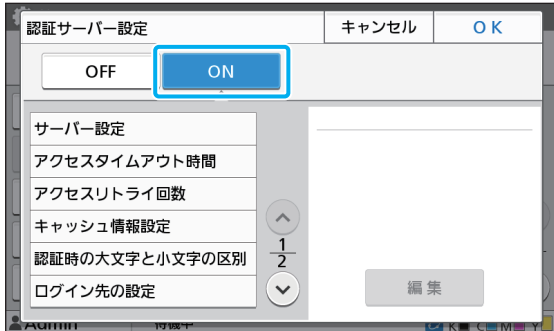 認証サーバー設定
キャンセル
OK
OFF
ON
サーバー設定
アクセスタイムアウト時間
アクセスリトライ回数
キャッシュ情報設定
認証時の大文字と小文字の区別
ログイン先の設定
1
2
編集
Admin
待機中
K
C
M
Y